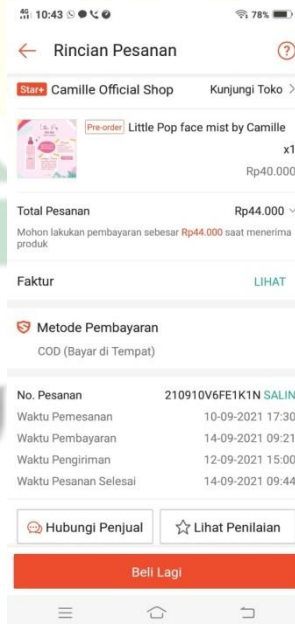 10:43
78%
Rincian Pesanan
Star+ Camille Official Shop Kunjungi Toko
Pre-order Little Pop face mist by Camille
x1
Rp40.000
Total Pesanan Rp44.000
Mohon lakukan pembayaran sebesar Rp44.000 saat menerima
produk
Faktur LIHAT
Metode Pembayaran
COD (Bayar di Tempat)
No. Pesanan 210910V6FE1K1N SALIN
Waktu Pemesanan 10-09-2021 17:30
Waktu Pembayaran 14-09-2021 09:21
Waktu Pengiriman 12-09-2021 15:00
Waktu Pesanan Selesai 14-09-2021 09:44
Hubungi Penjual Lihat Penilaian
Beli Lagi